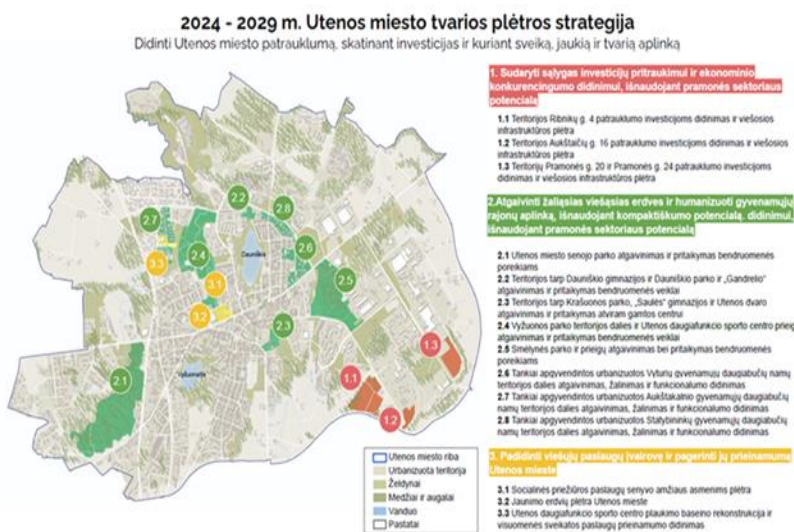 2024 - 2029 m. Utenos miesto tvarios plėtros strategija
Didinti Utenos miesto patrauklumą, skatinant investicijas ir kuriant sveiką, jaukią ir tvarią aplinką
1. Sudaryti sąlygas investicijų pritraukimui ir ekonominio
konkurencingumo didinimui, išnaudojant pramonės sektoriaus
potencialą
1.1 Teritorijos Ribnikų g. 4 patrauklumo investicijoms didinimas ir viešosios
infrastruktūros plėtra
1.2 Teritorijos Aukštaičių g. 16 patrauklumo investicijoms didinimas ir viešosios
infrastruktūros plėtra
1.3 Teritorijų Pramonės g. 20 ir Pramonės g. 24 patrauklumo investicijoms
didinimas ir viešosios infrastruktūros plėtra
2.Atgaivinti žaliąsias viešąsias erdves ir humanizuoti gyvenamųjų
rajonų aplinką, išnaudojant kompaktiškumo potencialą. didinimui,
išnaudojant pramonės sektoriaus potencialą
2.1 Utenos miesto senojo parko atgaivinimas ir pritaikymas bendruomenės
poreikiams
2.2 Teritorijos tarp Dauniškio gimnazijos ir Dauniškio parko ir „Gandrelio"
atgaivinimas ir pritaikymas bendruomenės veiklai
2.3 Teritorijos tarp Krašuonos parko, „Saulės" gimnazijos ir Utenos dvaro
atgaivinimas ir pritaikymas atviram gamtos centrui
2.4 Vyžuonos parko teritorijos dalies ir Utenos daugiafunkcio sporto centro prieig
atgaivinimas ir pritaikymas bendruomenės veiklai
2.5 Smėlynės parko ir prieigų atgaivinimas bei pritaikymas bendruomenės
poreikiams
2.6 Tankiai apgyvendintos urbanizuotos Vyturių gyvenamųjų daugiabučių namų
teritorijos dalies atgaivinimas, žalinimas ir funkcionalumo didinimas
2.7 Tankiai apgyvendintos urbanizuotos Aukštakalnio gyvenamųjų daugiabučių
namų teritorijos dalies atgaivinimas, žalinimas ir funkcionalumo didinimas
2.8 Tankiai apgyvendintos urbanizuotos Statybininkų gyvenamųjų daugiabučių
namų teritorijos dalies atgaivinimas, žalinimas ir funkcionalumo didinimas
3. Padidinti viešųjų paslaugų įvairovę ir pagerinti jų prieinamumą
Utenos mieste
3.1 Socialinės priežiūros paslaugų senyvo amžiaus asmenims plėtra
3.2 Jaunimo erdvių plėtra Utenos mieste
3.3 Utenos daugiafunkcio sporto centro plaukimo baseino rekonstrukcija ir
visuomenės sveikatos paslaugų prieinamumo didinimas
2.2
2.8
2.7
2.4
2.6
3.3
Dauniškis
3.1
2.5
3.2
2.3
1.3
2.1
Vyžuonaitis
1.1
1.2
Utenos miesto riba
Urbanizuota teritorija
Želdynai
Medžiai ir augalai
Vanduo
Pastatai